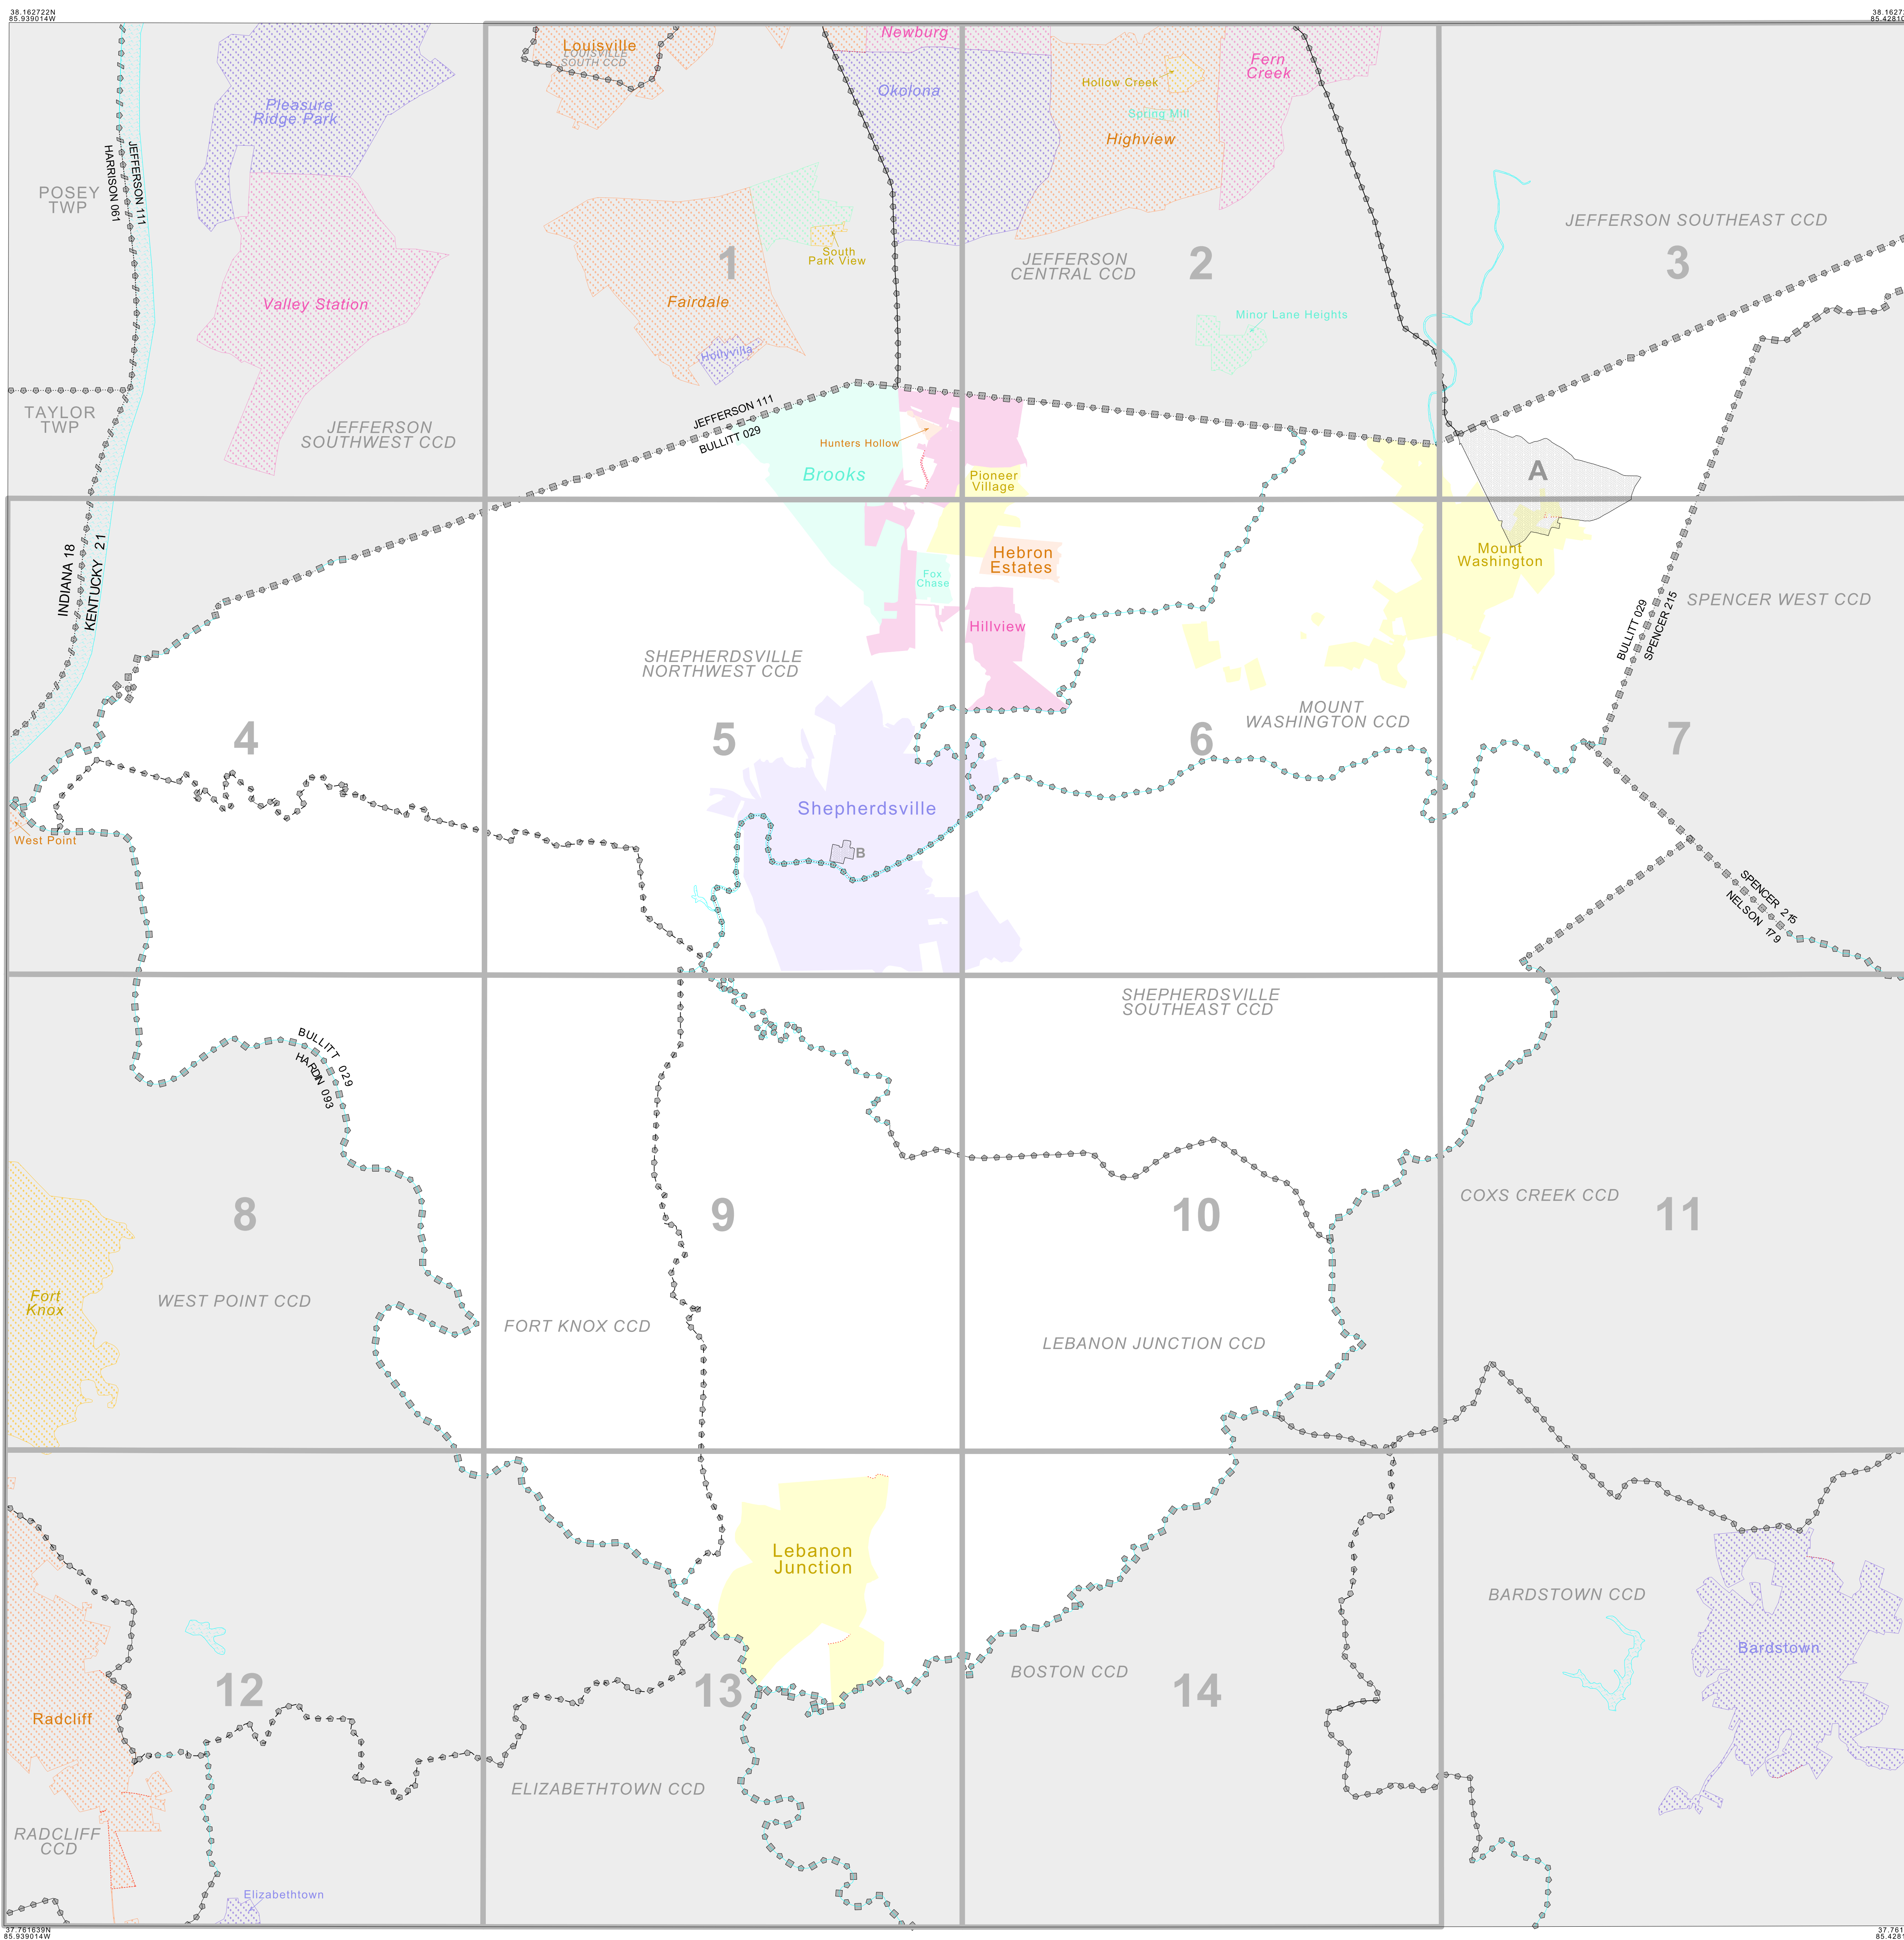 38.162722N
85.939014W
38.1627
85.4281
Newburg
Louisville
LOUISVILLE
SOUTH CCD
Fern
Creek
Hollow Creek
Okolona
Pleasure
Ridge Park
Spring Mill
Highview
JEFFERSON 111
HARRISON 061
POSEY
TWP
JEFFERSON SOUTHEAST CCD
South
Park View
1
JEFFERSON
CENTRAL CCD
2
3
Valley Station
Fairdale
Minor Lane Heights
Hollyvilla
TAYLOR
TWP
JEFFERSON
SOUTHWEST CCD
JEFFERSON 111
BULLITT 029
Hunters Hollow
Brooks
Pioneer
Village
A
INDIANA 18
KENTUCKY 21
Hebron
Estates
Fox
Chase
Mount
Washington
SPENCER WEST CCD
BULLITT 029
SPENCER 215
Hillview
SHEPHERDSVILLE
NORTHWEST CCD
MOUNT
WASHINGTON CCD
4
5
6
7
Shepherdsville
West Point
B
SPENCER 215
NELSON 179
SHEPHERDSVILLE
SOUTHEAST CCD
BULLITT 029
HARDIN 093
COXS CREEK CCD
8
9
10
11
Fort
Knox
WEST POINT CCD
FORT KNOX CCD
LEBANON JUNCTION CCD
Lebanon
Junction
BARDSTOWN CCD
Bardstown
BOSTON CCD
12
13
14
Radcliff
ELIZABETHTOWN CCD
RADCLIFF
CCD
Elizabethtown
37.761639N
85.939014W
37.761
85.428